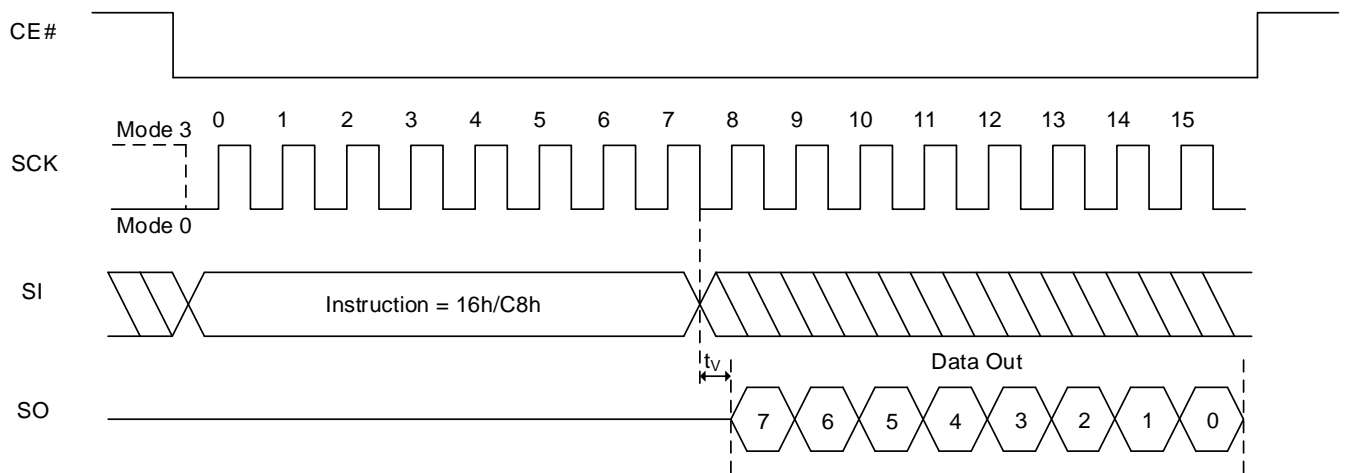 CE#
Mode 3
0 1 2 3 4 5 6 7 8 9 10 11 12 13 14 15
SCK
Mode 0
SI
Instruction = 16h/C8h
tV
Data Out
SO
7 6 5 4 3 2 1 0